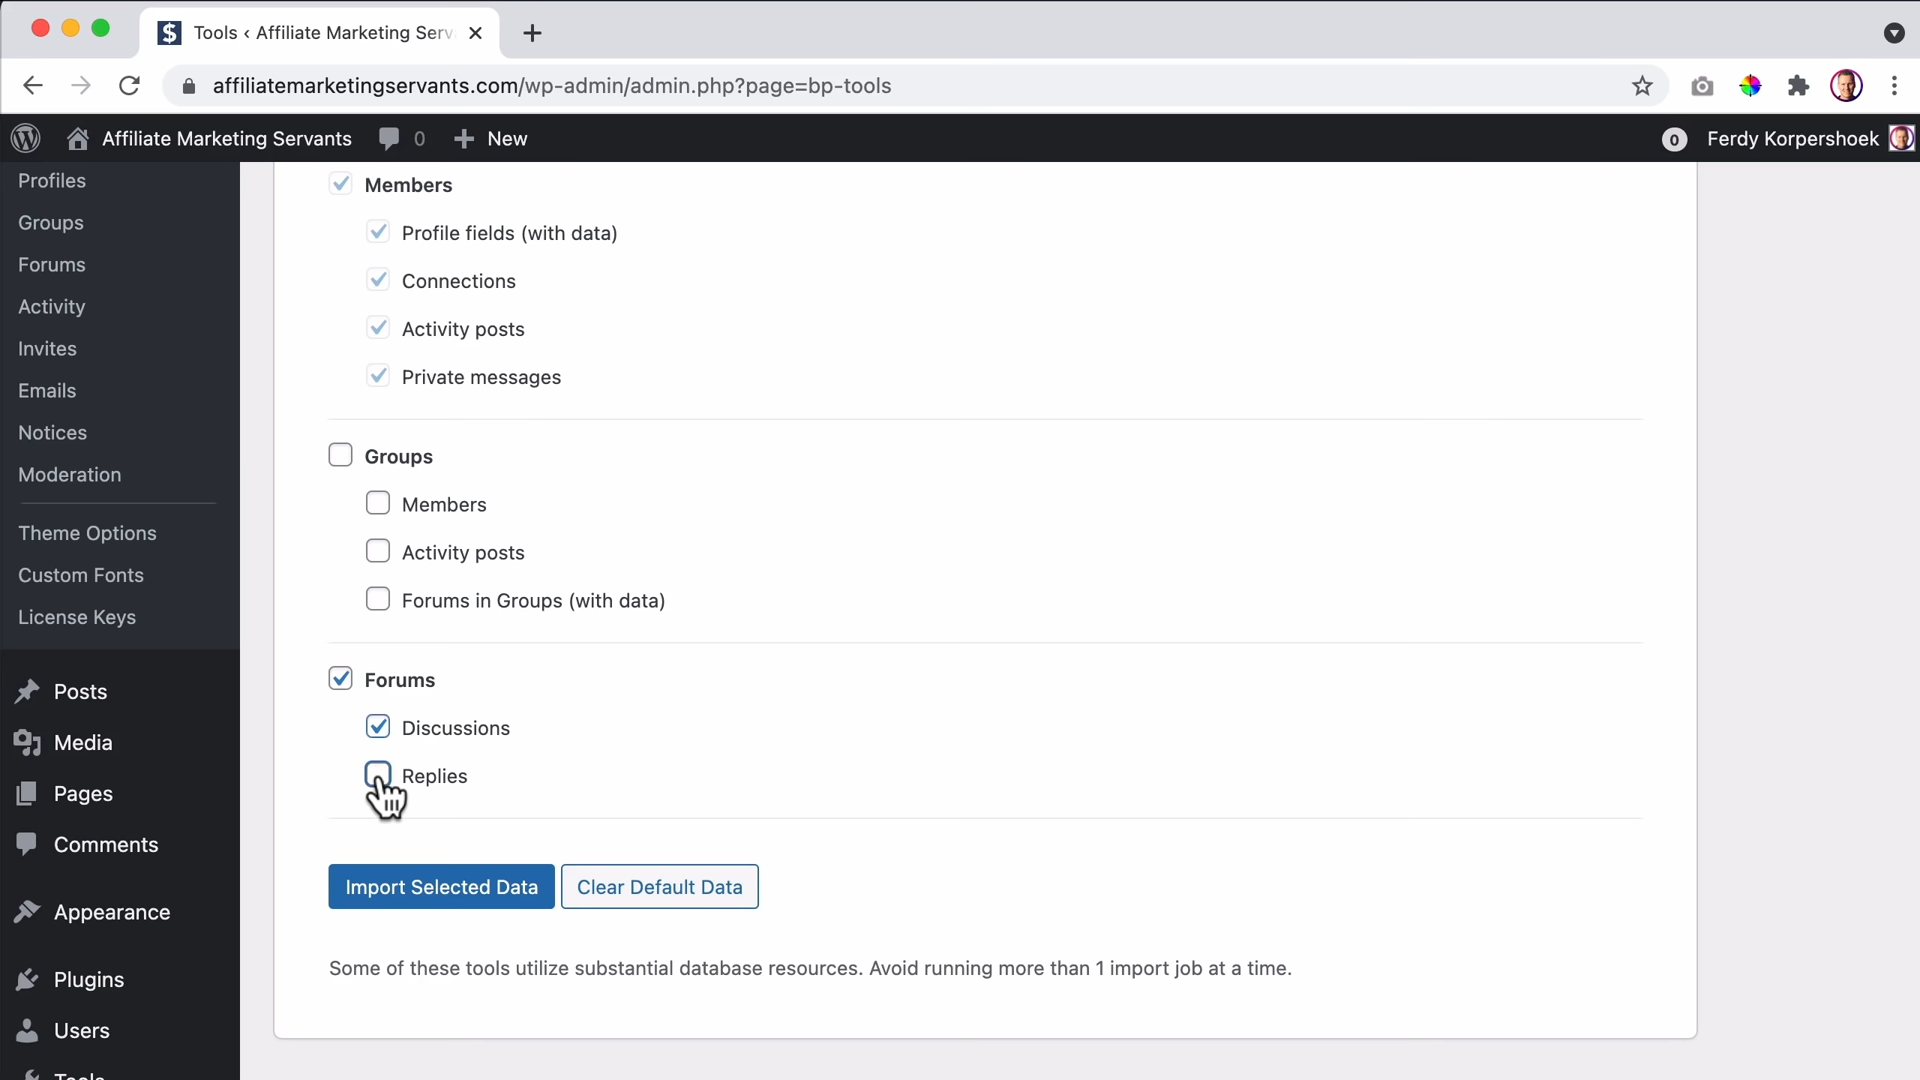 Tools ‹ Affiliate Marketing Serv
affiliatemarketingservants.com/wp-admin/admin.php?page=bp-tools
Affiliate Marketing Servants 0 New 0 Ferdy Korpershoek
Profiles
Groups
Forums
Activity
Invites
Emails
Notices
Moderation
Theme Options
Custom Fonts
License Keys
Posts
Media
Pages
Comments
Appearance
Plugins
Users
Tools
Members
Profile fields (with data)
Connections
Activity posts
Private messages
Groups
Members
Activity posts
Forums in Groups (with data)
Forums
Discussions
Replies
Import Selected Data Clear Default Data
Some of these tools utilize substantial database resources. Avoid running more than 1 import job at a time.